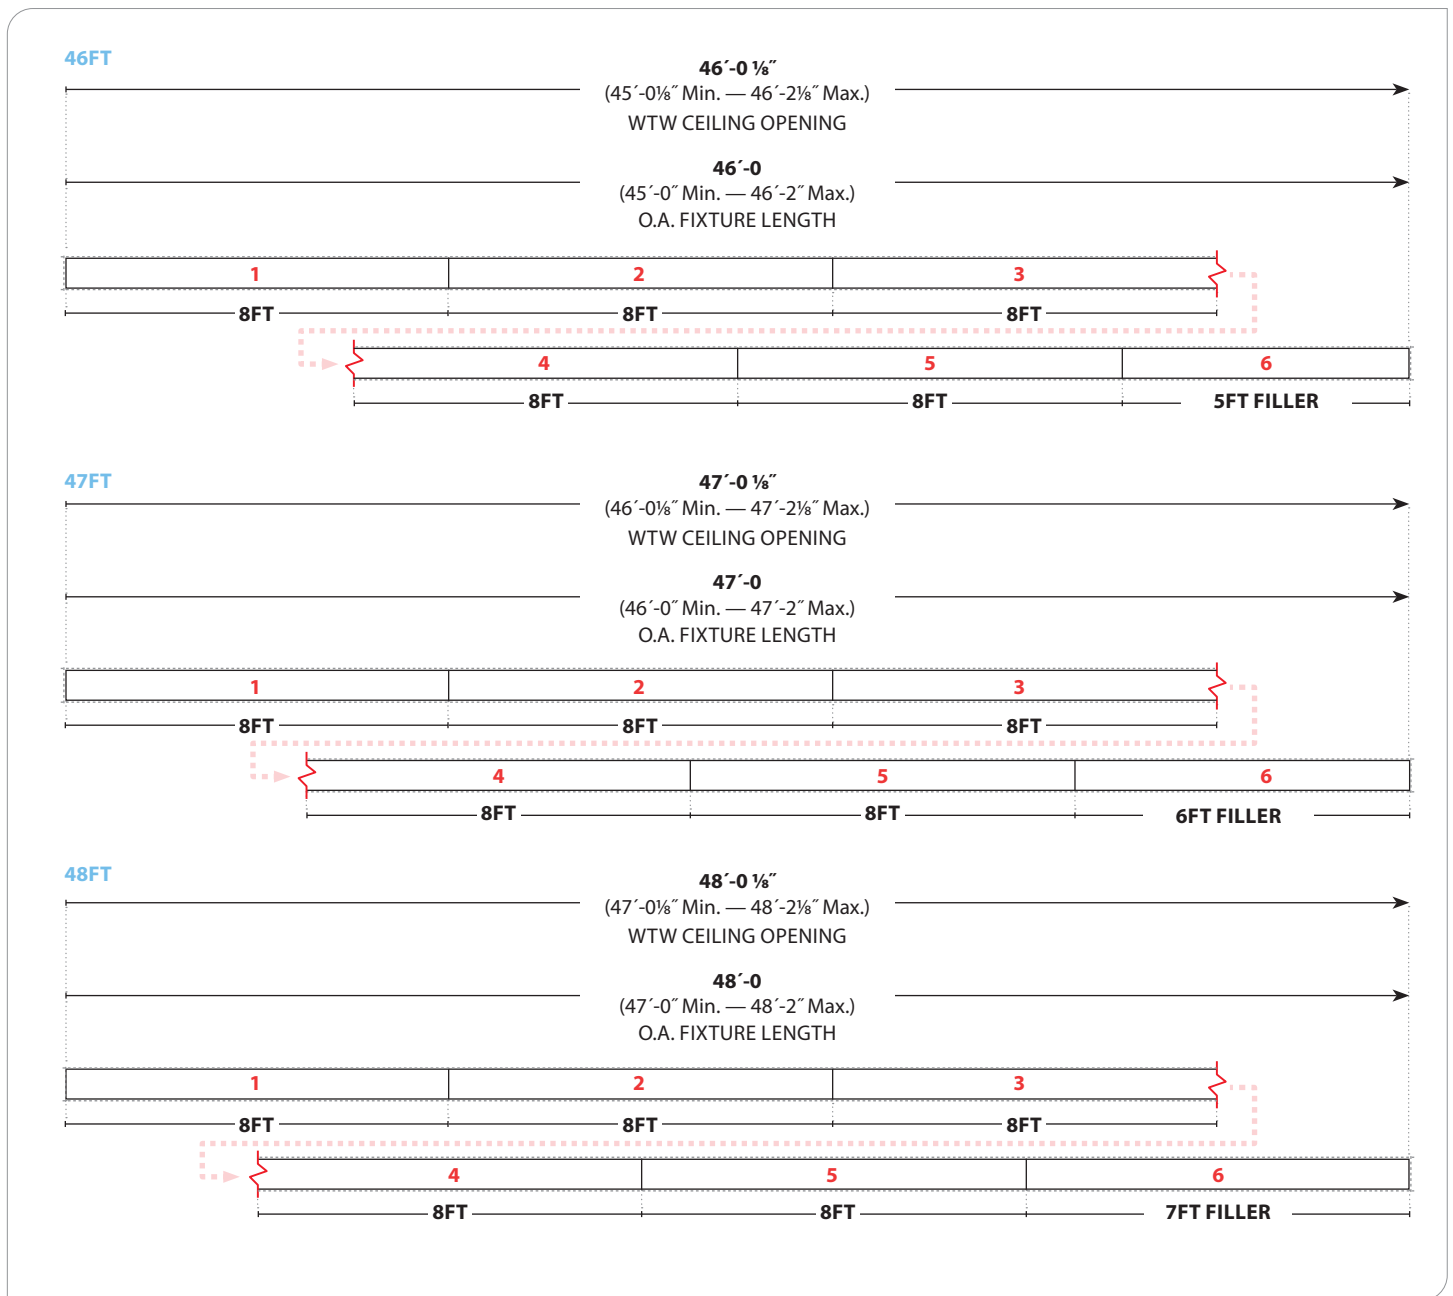 46FT
46´-0 ⅛˝
(45´-0⅛˝ Min. — 46´-2⅛˝ Max.)
WTW CEILING OPENING
46´-0
(45´-0˝ Min. — 46´-2˝ Max.)
O.A. FIXTURE LENGTH
1 2 3
8FT 8FT 8FT
4 5 6
8FT 8FT 5FT FILLER
47FT
47´-0 ⅛˝
(46´-0⅛˝ Min. — 47´-2⅛˝ Max.)
WTW CEILING OPENING
47´-0
(46´-0˝ Min. — 47´-2˝ Max.)
O.A. FIXTURE LENGTH
1 2 3
8FT 8FT 8FT
4 5 6
8FT 8FT 6FT FILLER
48FT
48´-0 ⅛˝
(47´-0⅛˝ Min. — 48´-2⅛˝ Max.)
WTW CEILING OPENING
48´-0
(47´-0˝ Min. — 48´-2˝ Max.)
O.A. FIXTURE LENGTH
1 2 3
8FT 8FT 8FT
4 5 6
8FT 8FT 7FT FILLER